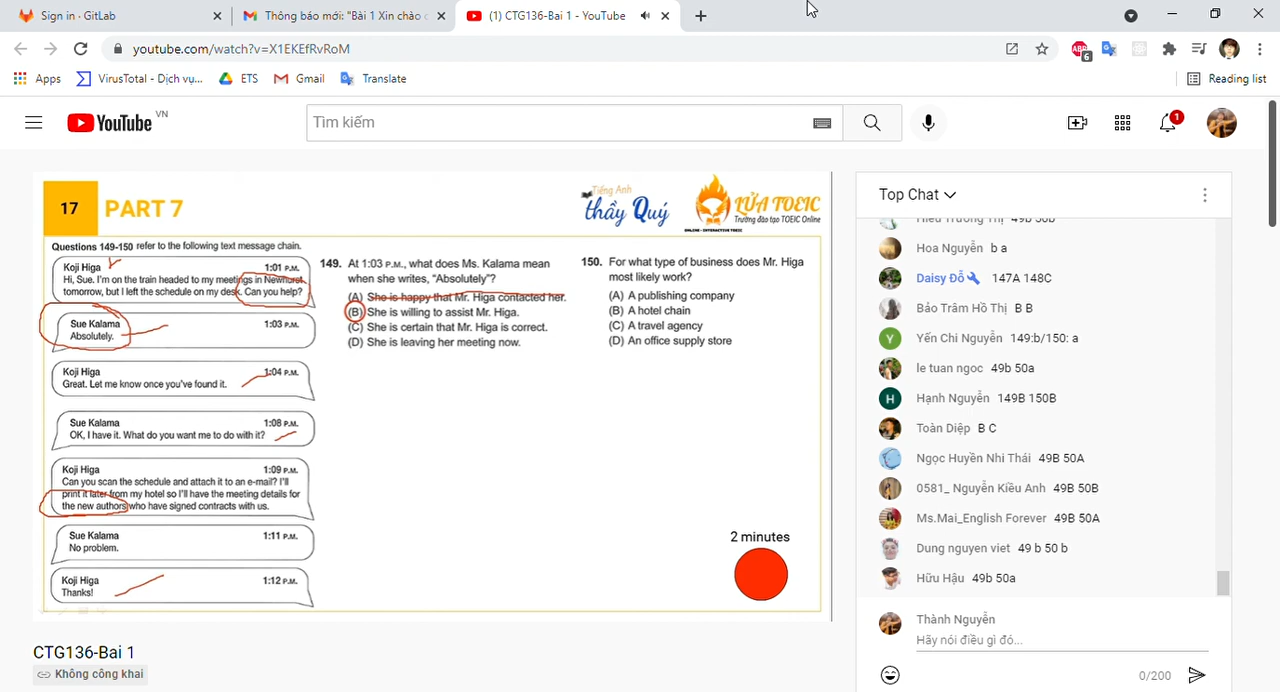 Sign in · GitLab
Thông báo mới: "Bài 1 Xin chào c
(1) CTG136-Bai 1 - YouTube
youtube.com/watch?v=X1EKEfRvRoM
ABP
6
Apps
VirusTotal - Dịch vụ...
ETS
Gmail
Translate
Reading list
YouTube VN
Tìm kiếm
1
17
PART 7
Tiếng Anh
thầy Quý
LỬA TOEIC
Trường đào tạo TOEIC Online
ONLINE - INTERACTIVE TOEIC
Questions 149-150 refer to the following text message chain.
Koji Higa 1:01 P.M.
Hi, Sue. I'm on the train headed to my meetings in Newhurst
tomorrow, but I left the schedule on my desk. Can you help?
Sue Kalama 1:03 P.M.
Absolutely.
Koji Higa 1:04 P.M.
Great. Let me know once you've found it.
Sue Kalama 1:08 P.M.
OK, I have it. What do you want me to do with it?
Koji Higa 1:09 P.M.
Can you scan the schedule and attach it to an e-mail? I'll
print it later from my hotel so I'll have the meeting details for
the new authors who have signed contracts with us.
Sue Kalama 1:11 P.M.
No problem.
Koji Higa 1:12 P.M.
Thanks!
149. At 1:03 P.M., what does Ms. Kalama mean
when she writes, "Absolutely"?
(A) She is happy that Mr. Higa contacted her.
(B) She is willing to assist Mr. Higa.
(C) She is certain that Mr. Higa is correct.
(D) She is leaving her meeting now.
150. For what type of business does Mr. Higa
most likely work?
(A) A publishing company
(B) A hotel chain
(C) A travel agency
(D) An office supply store
2 minutes
CTG136-Bai 1
Không công khai
Top Chat
Hiếu Trương Thị 49b 50b
Hoa Nguyễn b a
Daisy Đỗ 147A 148C
Bảo Trâm Hồ Thị B B
Y
Yến Chi Nguyễn 149:b/150: a
le tuan ngoc 49b 50a
H
Hạnh Nguyễn 149B 150B
Toàn Diệp B C
Ngọc Huyền Nhi Thái 49B 50A
0581_ Nguyễn Kiều Anh 49B 50B
Ms.Mai_English Forever 49B 50A
Dung nguyen viet 49 b 50 b
Hữu Hậu 49b 50a
Thành Nguyễn
Hãy nói điều gì đó...
0/200